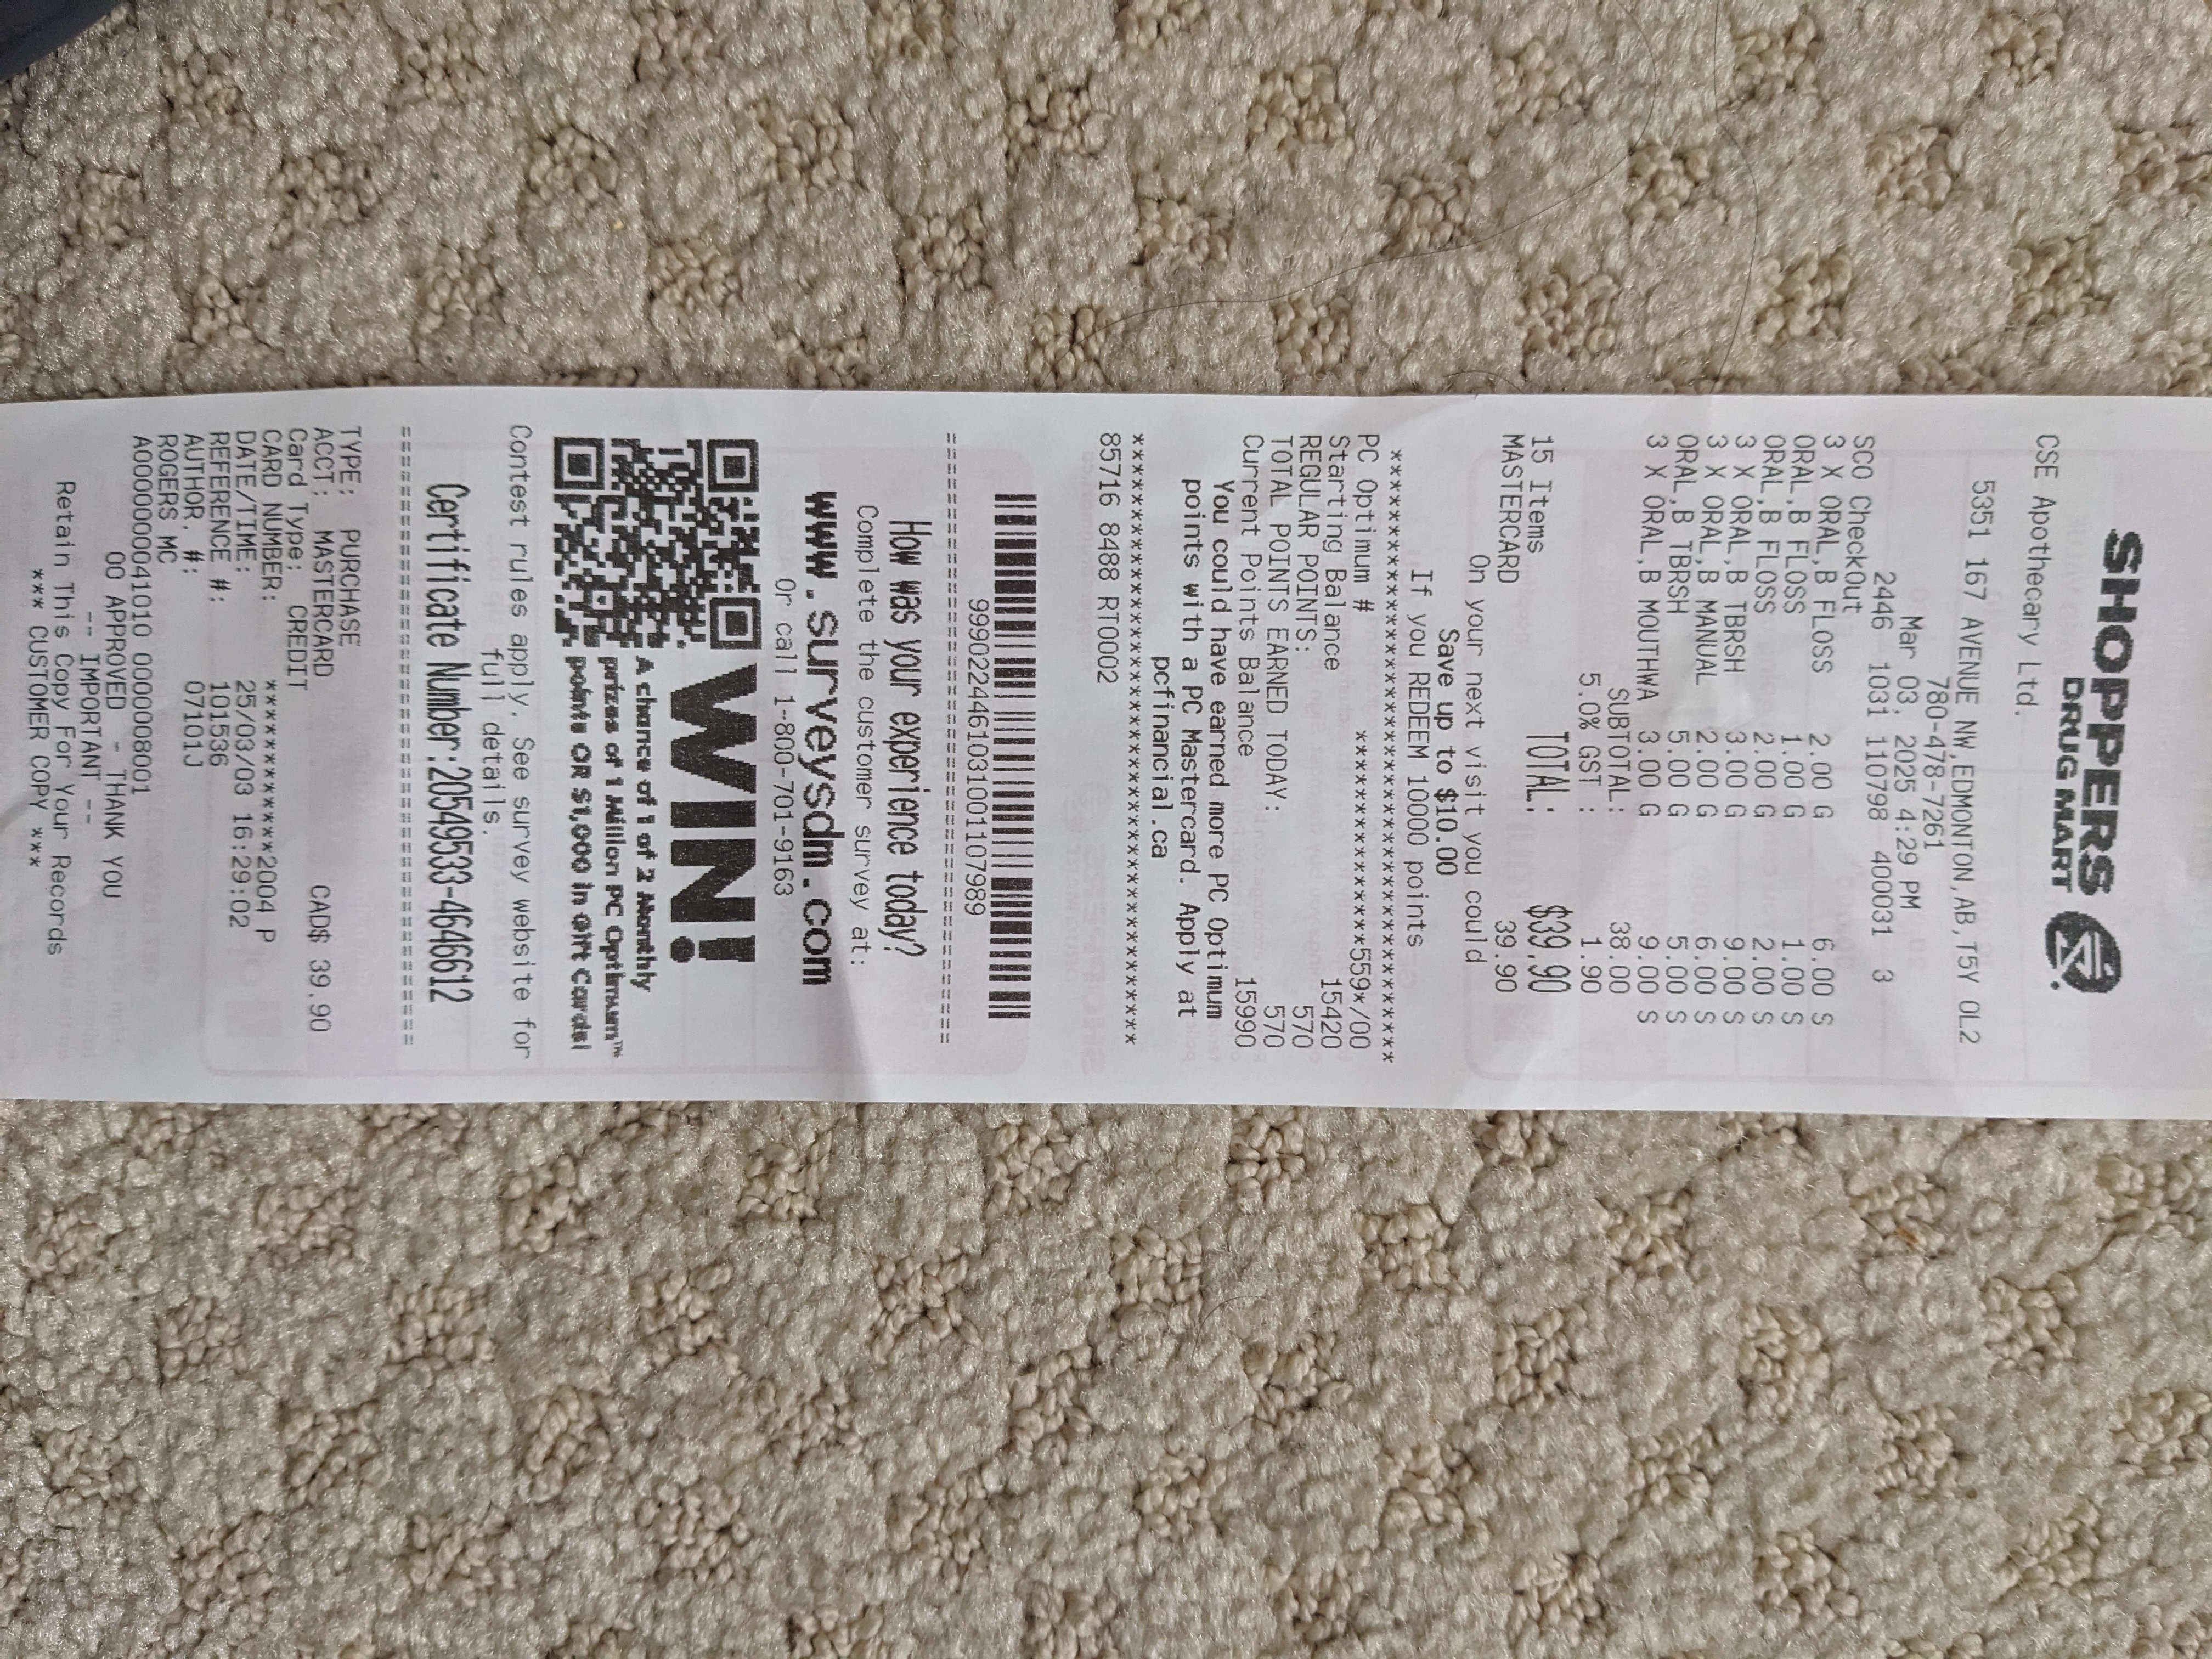 SHOPPERS
DRUG MART
CSE Apothecary Ltd.
5351 167 AVENUE NW,EDMONTON,AB,T5Y 0L2
780-478-7261
Mar 03, 2025 4:29 PM
2446 1031 110798 400031 3
SCO CheckOut
3 X ORAL,B FLOSS 2.00 G 6.00 S
ORAL,B FLOSS 1.00 G 1.00 S
ORAL,B FLOSS 2.00 G 2.00 S
3 X ORAL,B TBRSH 3.00 G 9.00 S
3 X ORAL,B MANUAL 2.00 G 6.00 S
ORAL,B TBRSH 5.00 G 5.00 S
3 X ORAL,B MOUTHWA 3.00 G 9.00 S
SUBTOTAL: 38.00
5.0% GST : 1.90
TOTAL: $39.90
15 Items
MASTERCARD 39.90
On your next visit you could
Save up to $10.00
If you REDEEM 10000 points
******************************************
PC Optimum # ************559*/00
Starting Balance 15420
REGULAR POINTS: 570
TOTAL POINTS EARNED TODAY: 570
Current Points Balance 15990
You could have earned more PC Optimum
points with a PC Mastercard. Apply at
pcfinancial.ca
******************************************
85716 8488 RT0002
9990224461031001107989
==========================================
How was your experience today?
Complete the customer survey at:
www.surveysdm.com
Or call 1-800-701-9163
WIN!
A chance of 1 of 2 Monthly
prizes of 1 Million PC Optimum™
points OR $1,000 in Gift Cards!
Contest rules apply. See survey website for
full details.
Certificate Number:20549533-4646612
==========================================
TYPE: PURCHASE
ACCT: MASTERCARD CAD$ 39.90
Card Type: CREDIT
CARD NUMBER: ************2004 P
DATE/TIME: 25/03/03 16:29:02
REFERENCE #: 101536
AUTHOR. #: 07101J
ROGERS MC
A0000000041010 0000008001
00 APPROVED - THANK YOU
-- IMPORTANT --
Retain This Copy For Your Records
*** CUSTOMER COPY ***